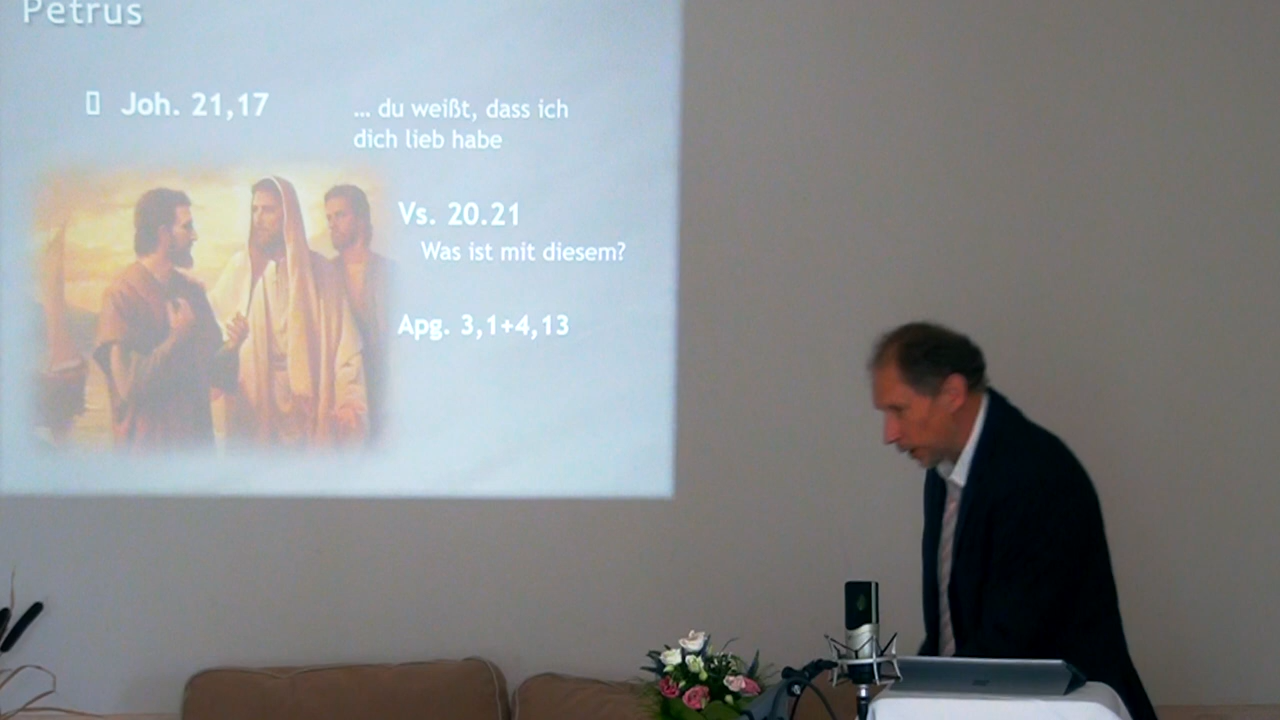 Petrus
Joh. 21,17
... du weißt, dass ich
dich lieb habe
Vs. 20.21
Was ist mit diesem?
Apg. 3,1+4,13